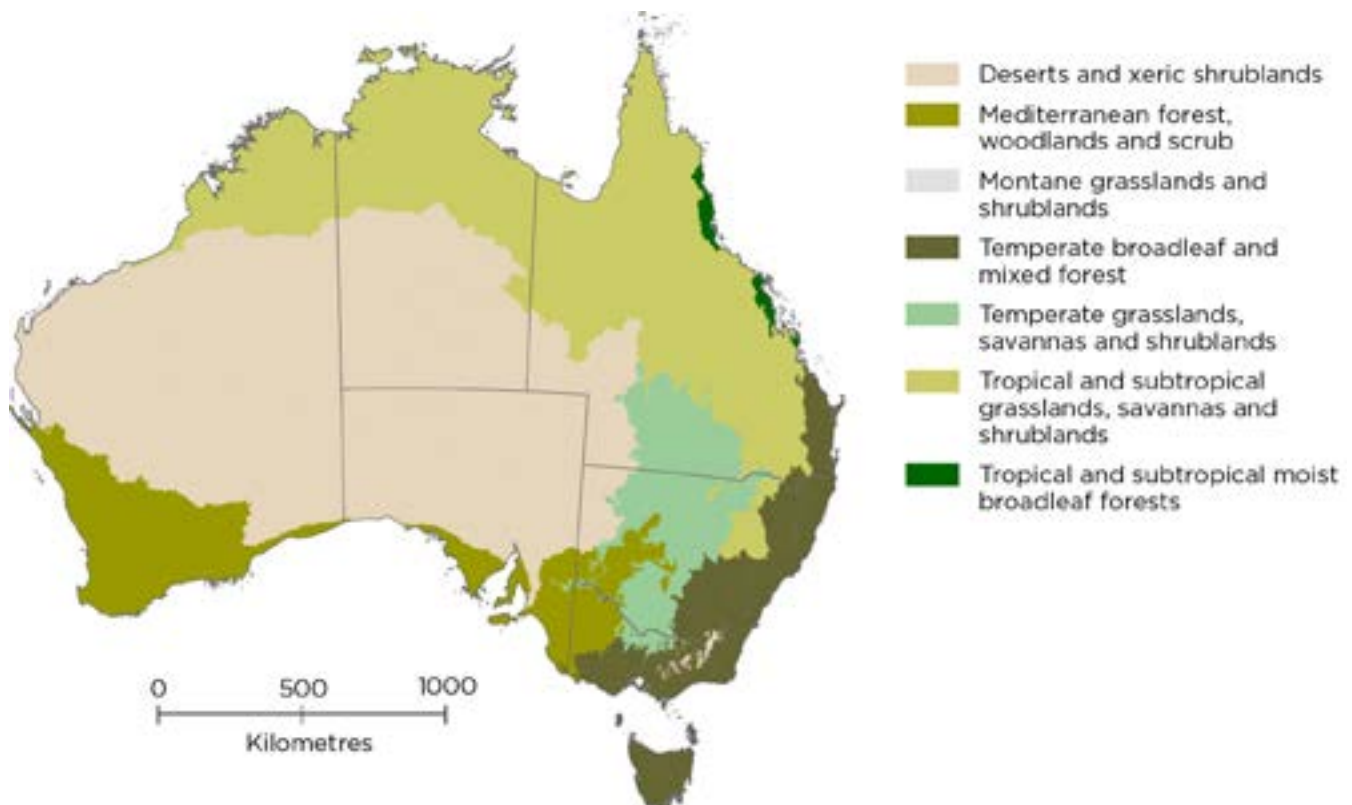 Deserts and xeric shrublands
Mediterranean forest,
woodlands and scrub
Montane grasslands and
shrublands
Temperate broadleaf and
mixed forest
Temperate grasslands,
savannas and shrublands
Tropical and subtropical
grasslands, savannas and
shrublands
Tropical and subtropical moist
broadleaf forests
0 500 1000
Kilometres